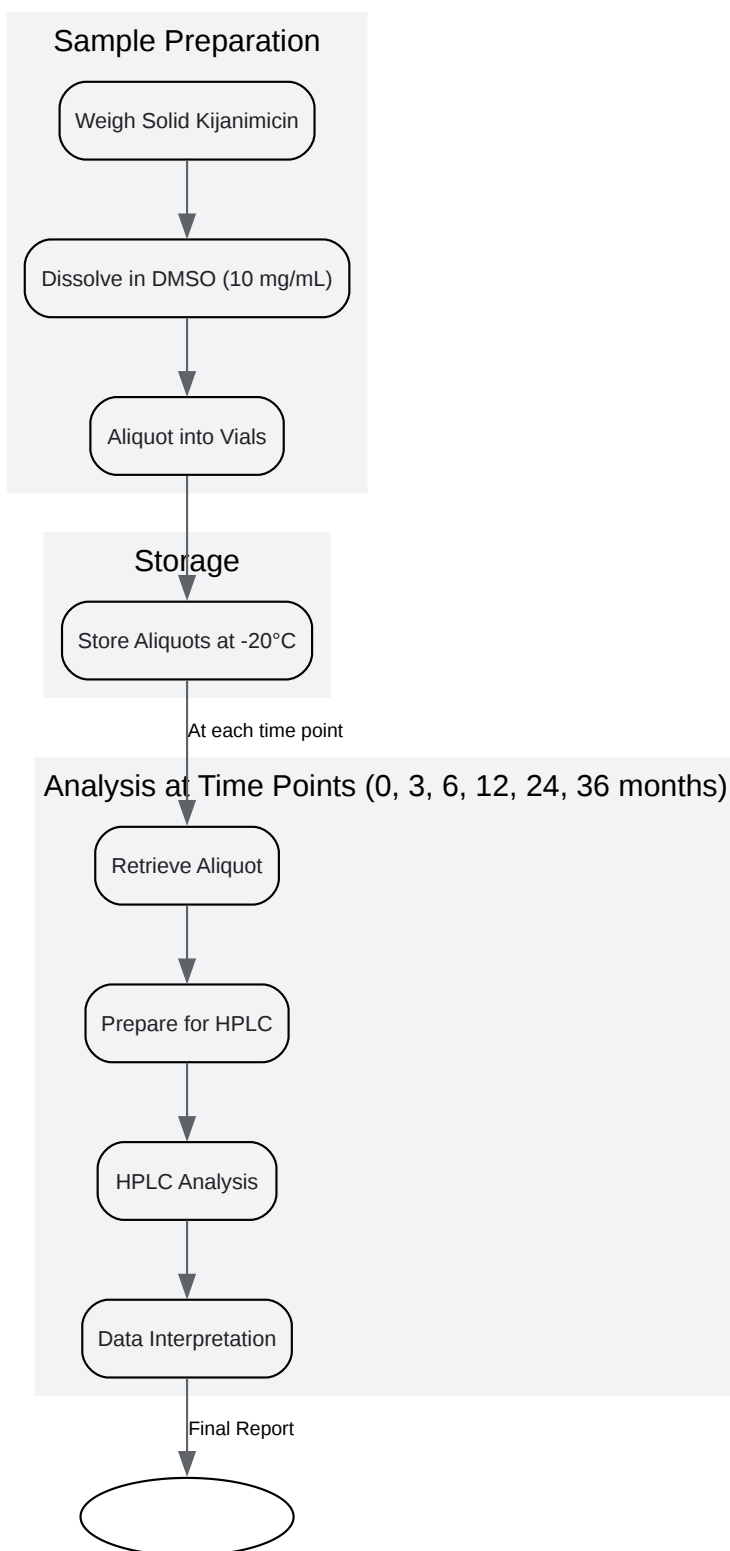 Sample Preparation
Weigh Solid Kijanimicin
Dissolve in DMSO (10 mg/mL)
Aliquot into Vials
Storage
Store Aliquots at -20°C
At each time point
Analysis at Time Points (0, 3, 6, 12, 24, 36 months)
Retrieve Aliquot
Prepare for HPLC
HPLC Analysis
Data Interpretation
Final Report